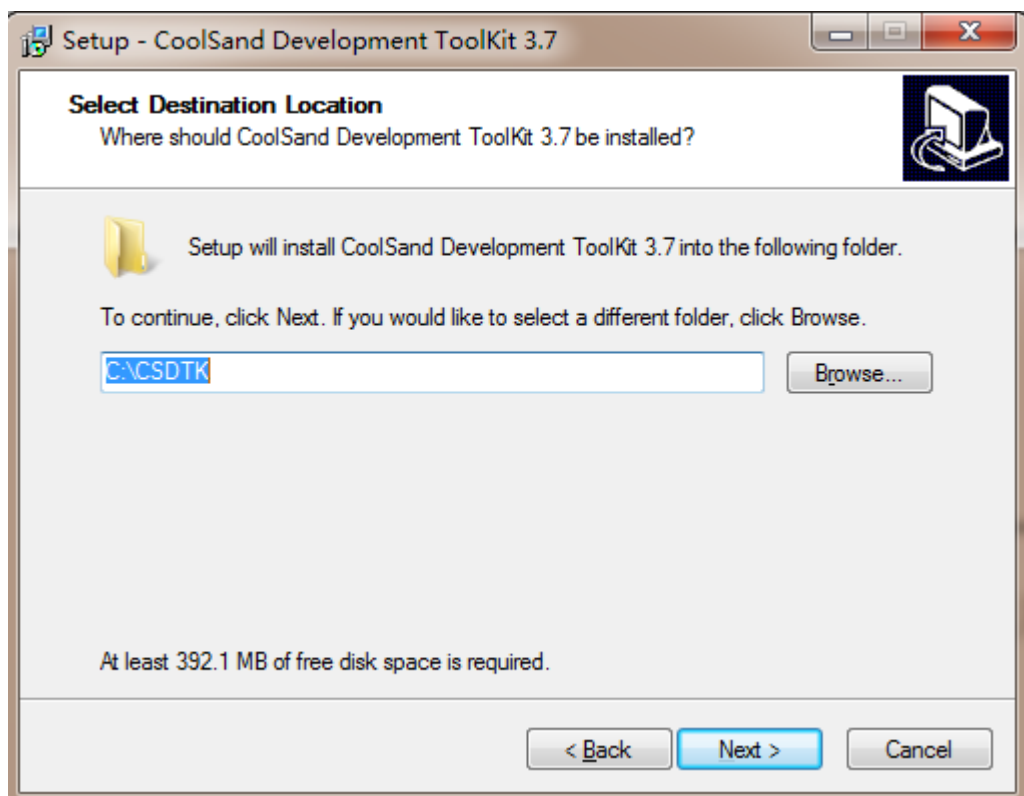 Setup - CoolSand Development ToolKit 3.7
Select Destination Location
Where should CoolSand Development ToolKit 3.7 be installed?
Setup will install CoolSand Development ToolKit 3.7 into the following folder.
To continue, click Next. If you would like to select a different folder, click Browse.
C:\CSDTK
Browse...
At least 392.1 MB of free disk space is required.
< Back
Next >
Cancel